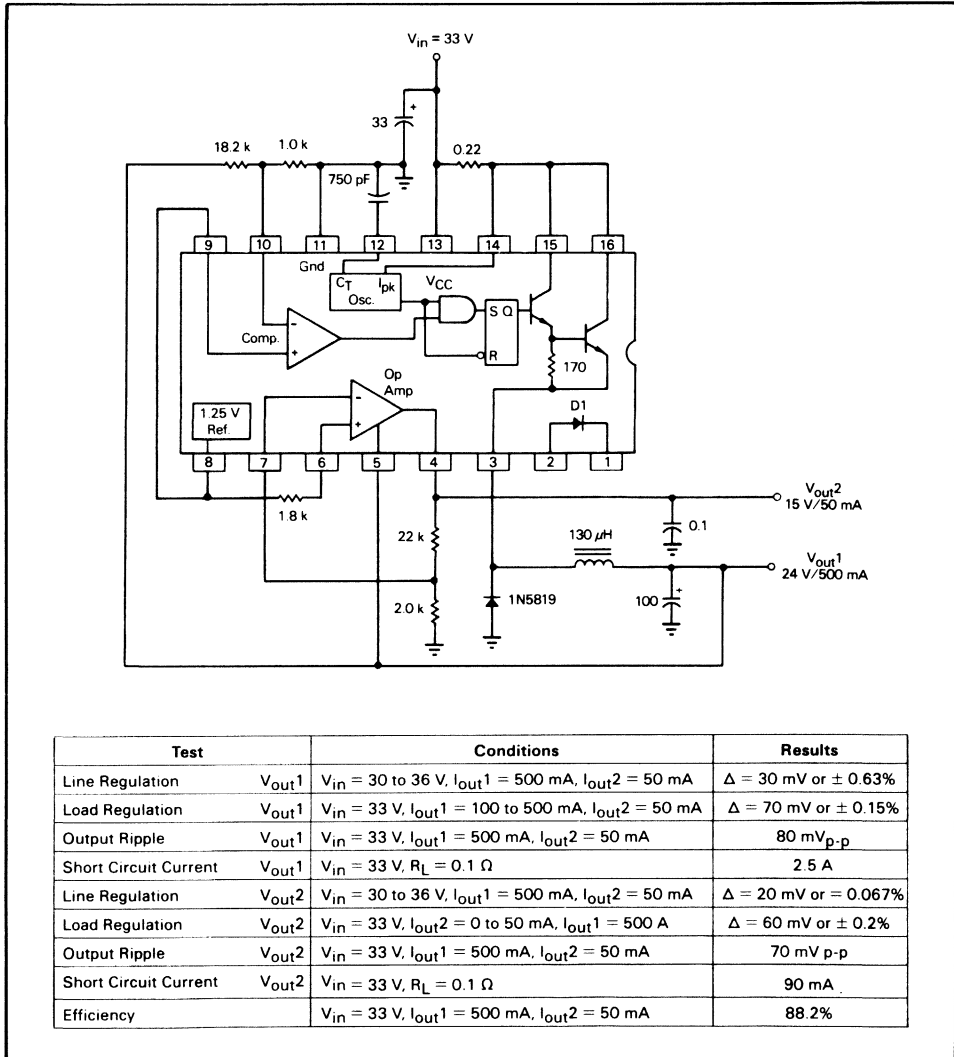 Vin = 33 V
33
+
18.2 k
1.0 k
0.22
750 pF
9
10
11
12
13
14
15
16
Gnd
CT
Ipk
Osc.
VCC
S Q
R
Comp.
-
+
170
Op
Amp
-
+
D1
1.25 V
Ref.
8
7
6
5
4
3
2
1
1.8 k
22 k
2.0 k
Vout2
15 V/50 mA
0.1
130 μH
Vout1
24 V/500 mA
1N5819
100
+
Test Conditions Results
Line Regulation Vout1 Vin = 30 to 36 V, Iout1 = 500 mA, Iout2 = 50 mA Δ = 30 mV or ± 0.63%
Load Regulation Vout1 Vin = 33 V, Iout1 = 100 to 500 mA, Iout2 = 50 mA Δ = 70 mV or ± 0.15%
Output Ripple Vout1 Vin = 33 V, Iout1 = 500 mA, Iout2 = 50 mA 80 mVp-p
Short Circuit Current Vout1 Vin = 33 V, RL = 0.1 Ω 2.5 A
Line Regulation Vout2 Vin = 30 to 36 V, Iout1 = 500 mA, Iout2 = 50 mA Δ = 20 mV or = 0.067%
Load Regulation Vout2 Vin = 33 V, Iout2 = 0 to 50 mA, Iout1 = 500 A Δ = 60 mV or ± 0.2%
Output Ripple Vout2 Vin = 33 V, Iout1 = 500 mA, Iout2 = 50 mA 70 mV p-p
Short Circuit Current Vout2 Vin = 33 V, RL = 0.1 Ω 90 mA
Efficiency Vin = 33 V, Iout1 = 500 mA, Iout2 = 50 mA 88.2%